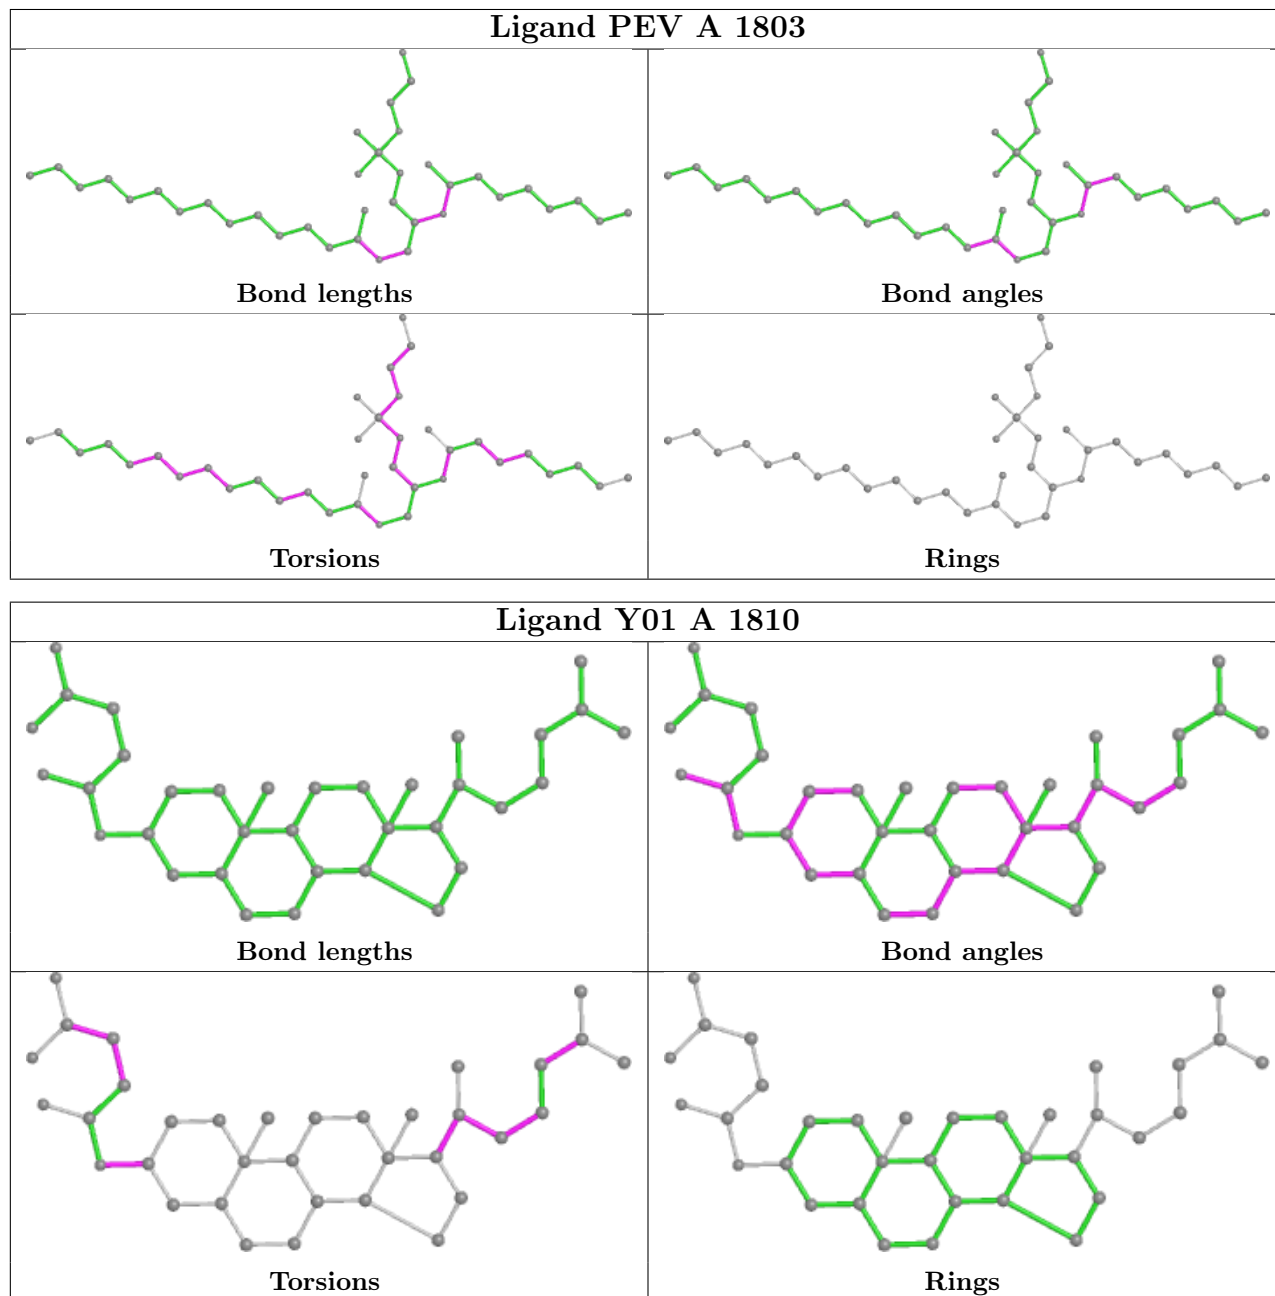 Ligand PEV A 1803
Bond lengths
Bond angles
Torsions
Rings
Ligand Y01 A 1810
Bond lengths
Bond angles
Torsions
Rings